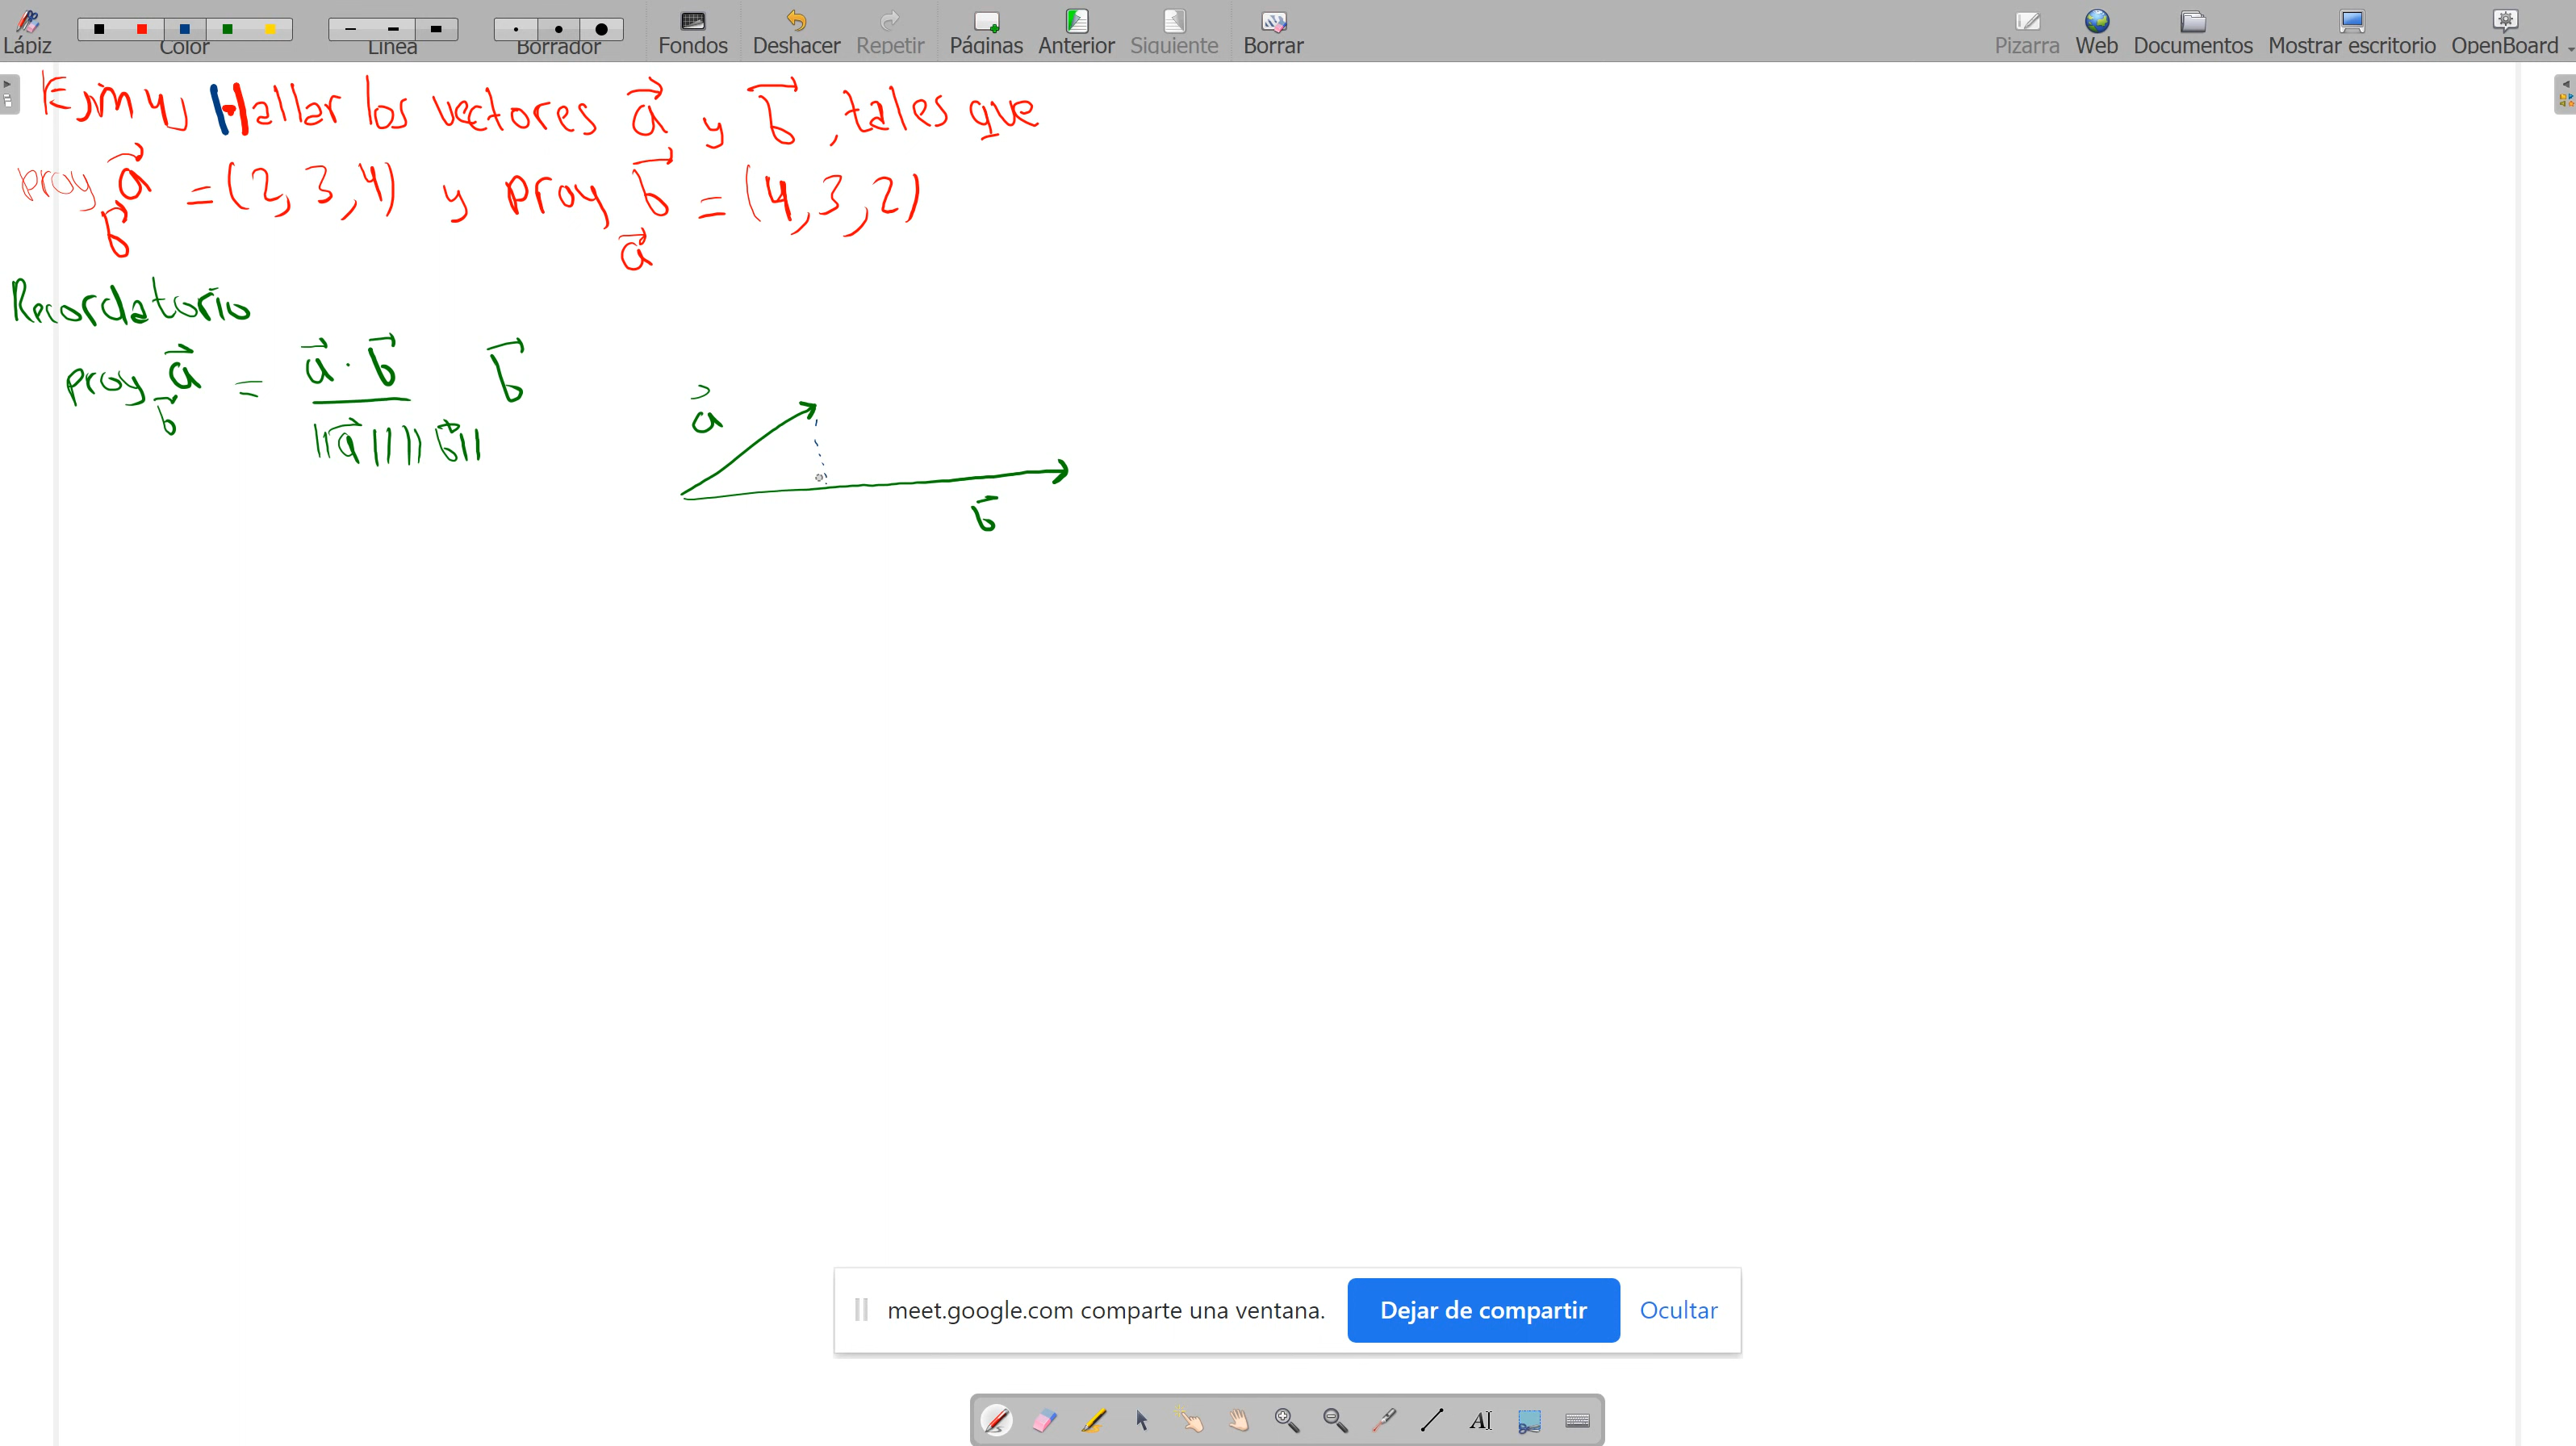 Lápiz Color Línea Borrador Fondos Deshacer Repetir Páginas Anterior Siguiente Borrar Pizarra Web Documentos Mostrar escritorio OpenBoard
Ejm 4) Hallar los vectores a⃗ y b⃗, tales que
proy_b⃗ a⃗ = (2, 3, 4) y proy_a⃗ b⃗ = (4, 3, 2)
Recordatorio
proy_b⃗ a⃗ = (a⃗ · b⃗) / (||a⃗|| ||b⃗||) b⃗
a⃗
b⃗
meet.google.com comparte una ventana. Dejar de compartir Ocultar